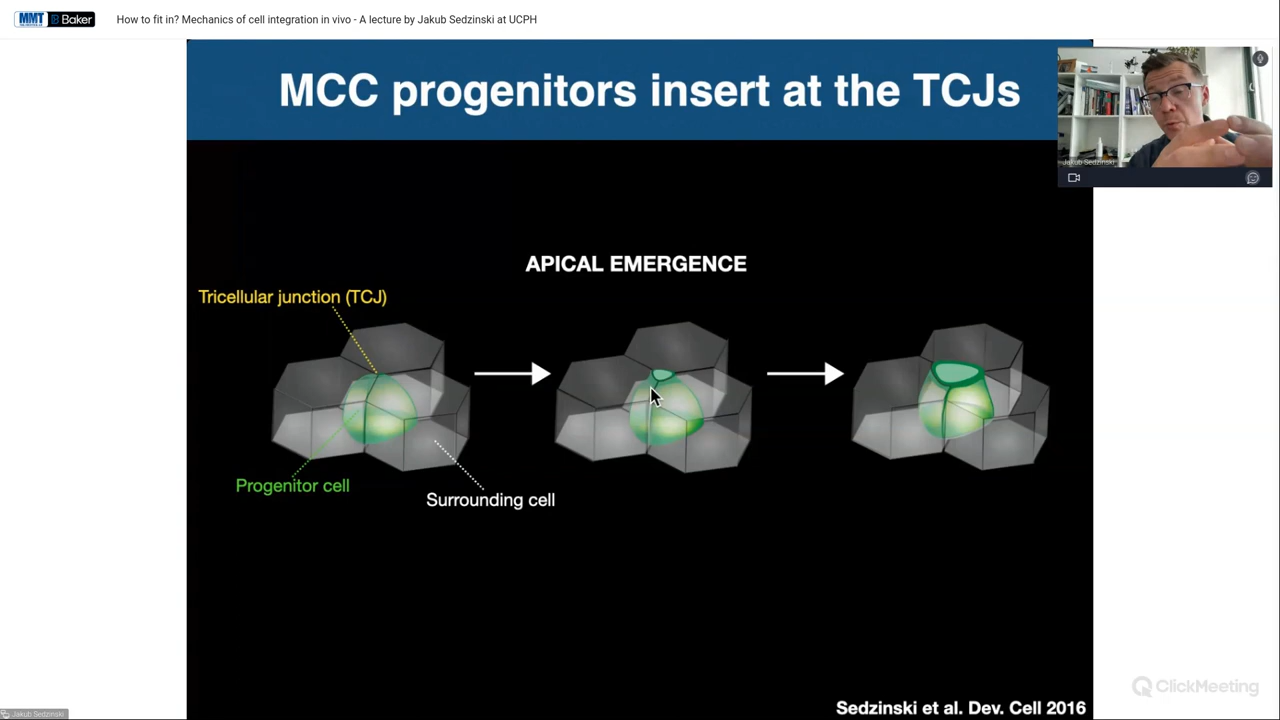 MMT Baker
How to fit in? Mechanics of cell integration in vivo - A lecture by Jakub Sedzinski at UCPH
MCC progenitors insert at the TCJs
Jakub Sedzinski
APICAL EMERGENCE
Tricellular junction (TCJ)
Progenitor cell
Surrounding cell
ClickMeeting
Sedzinski et al. Dev. Cell 2016
Jakub Sedzinski